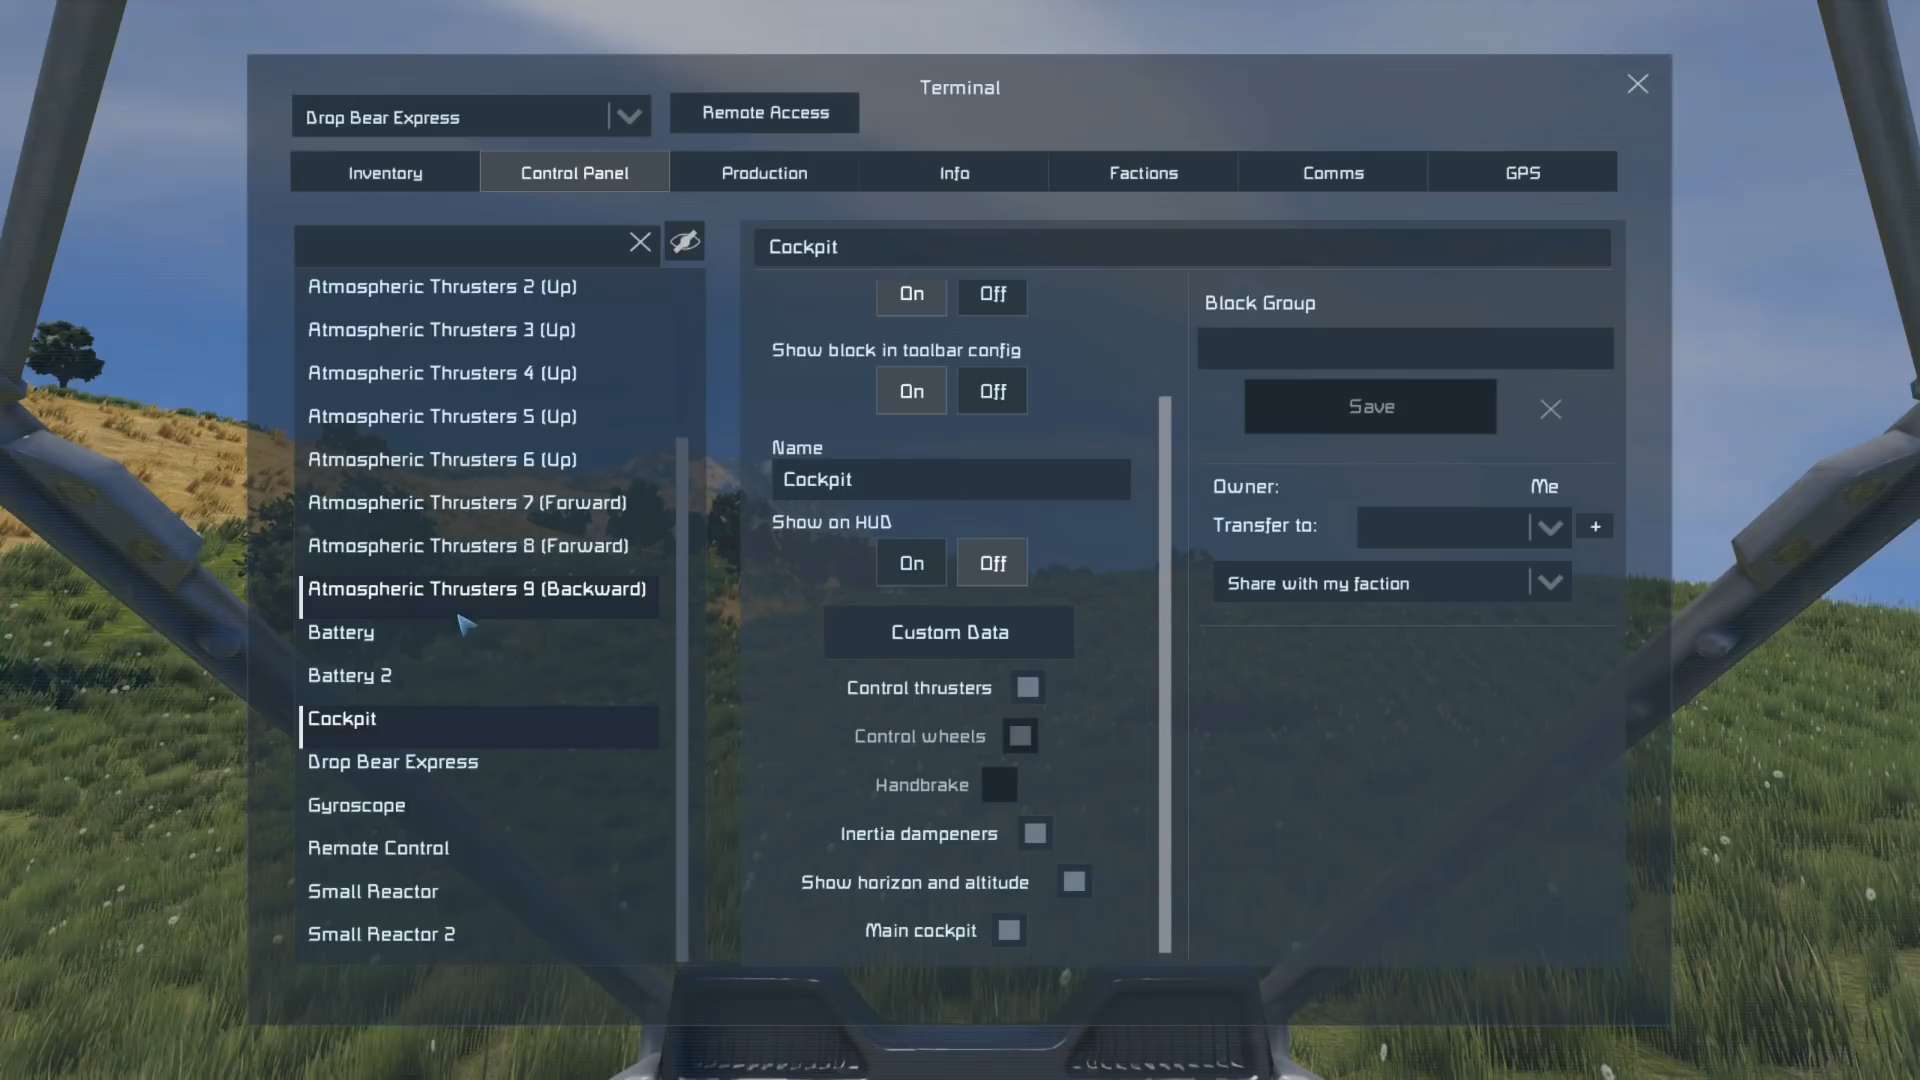 Terminal
Drop Bear Express
Remote Access
Inventory
Control Panel
Production
Info
Factions
Comms
GPS
Atmospheric Thrusters 2 (Up)
Atmospheric Thrusters 3 (Up)
Atmospheric Thrusters 4 (Up)
Atmospheric Thrusters 5 (Up)
Atmospheric Thrusters 6 (Up)
Atmospheric Thrusters 7 (Forward)
Atmospheric Thrusters 8 (Forward)
Atmospheric Thrusters 9 (Backward)
Battery
Battery 2
Cockpit
Drop Bear Express
Gyroscope
Remote Control
Small Reactor
Small Reactor 2
Cockpit
On Off
Show block in toolbar config
On Off
Name
Cockpit
Show on HUD
On Off
Custom Data
Control thrusters
Control wheels
Handbrake
Inertia dampeners
Show horizon and altitude
Main cockpit
Block Group
Save
Owner: Me
Transfer to: +
Share with my faction